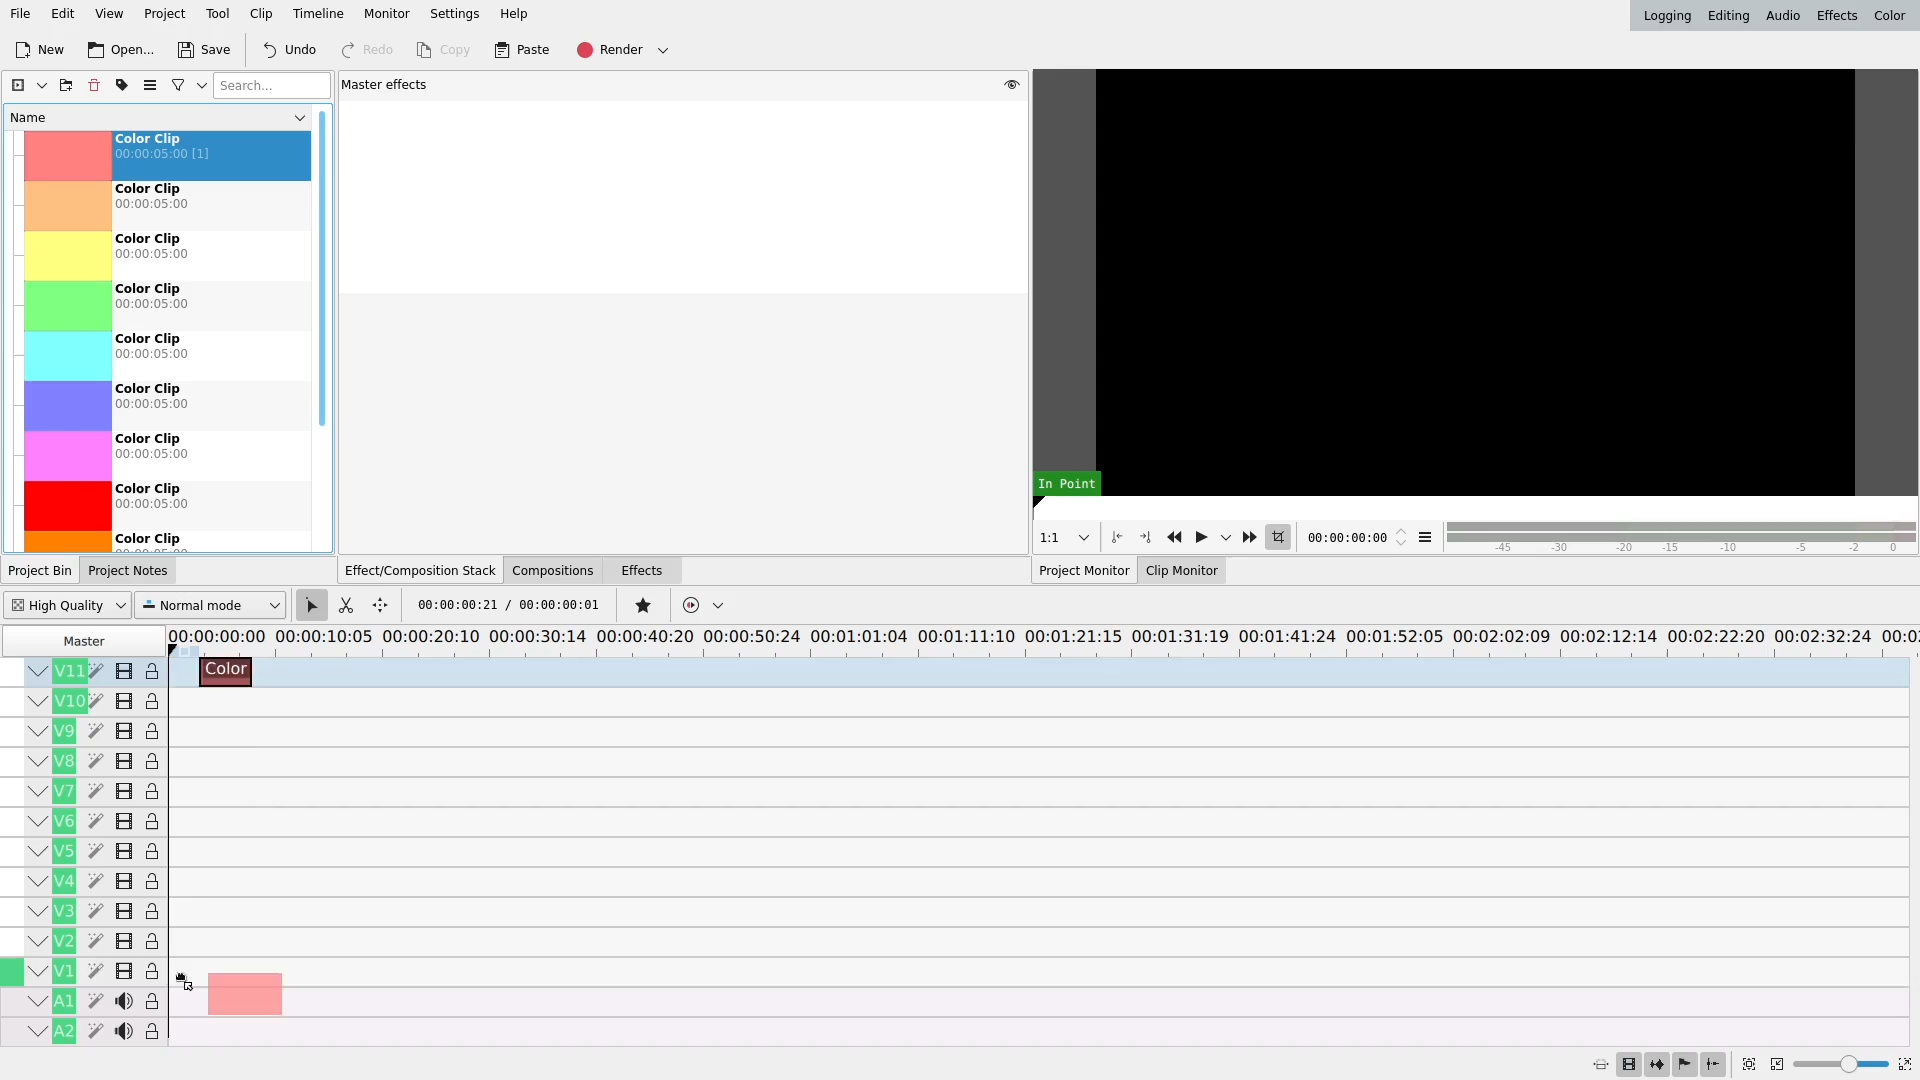 File Edit View Project Tool Clip Timeline Monitor Settings Help
Logging Editing Audio Effects Color
New Open... Save Undo Redo Copy Paste Render
Search...
Master effects
Name
Color Clip
00:00:05:00 [1]
Color Clip
00:00:05:00
Color Clip
00:00:05:00
Color Clip
00:00:05:00
Color Clip
00:00:05:00
Color Clip
00:00:05:00
Color Clip
00:00:05:00
Color Clip
00:00:05:00
Color Clip
In Point
1:1 00:00:00:00
-45 -30 -20 -15 -10 -5 -2 0
Project Bin Project Notes
Effect/Composition Stack Compositions Effects
Project Monitor Clip Monitor
High Quality Normal mode 00:00:00:21 / 00:00:00:01
Master
00:00:00:00 00:00:10:05 00:00:20:10 00:00:30:14 00:00:40:20 00:00:50:24 00:01:01:04 00:01:11:10 00:01:21:15 00:01:31:19 00:01:41:24 00:01:52:05 00:02:02:09 00:02:12:14 00:02:22:20 00:02:32:24 00:0
V11 Color
V10
V9
V8
V7
V6
V5
V4
V3
V2
V1
A1
A2